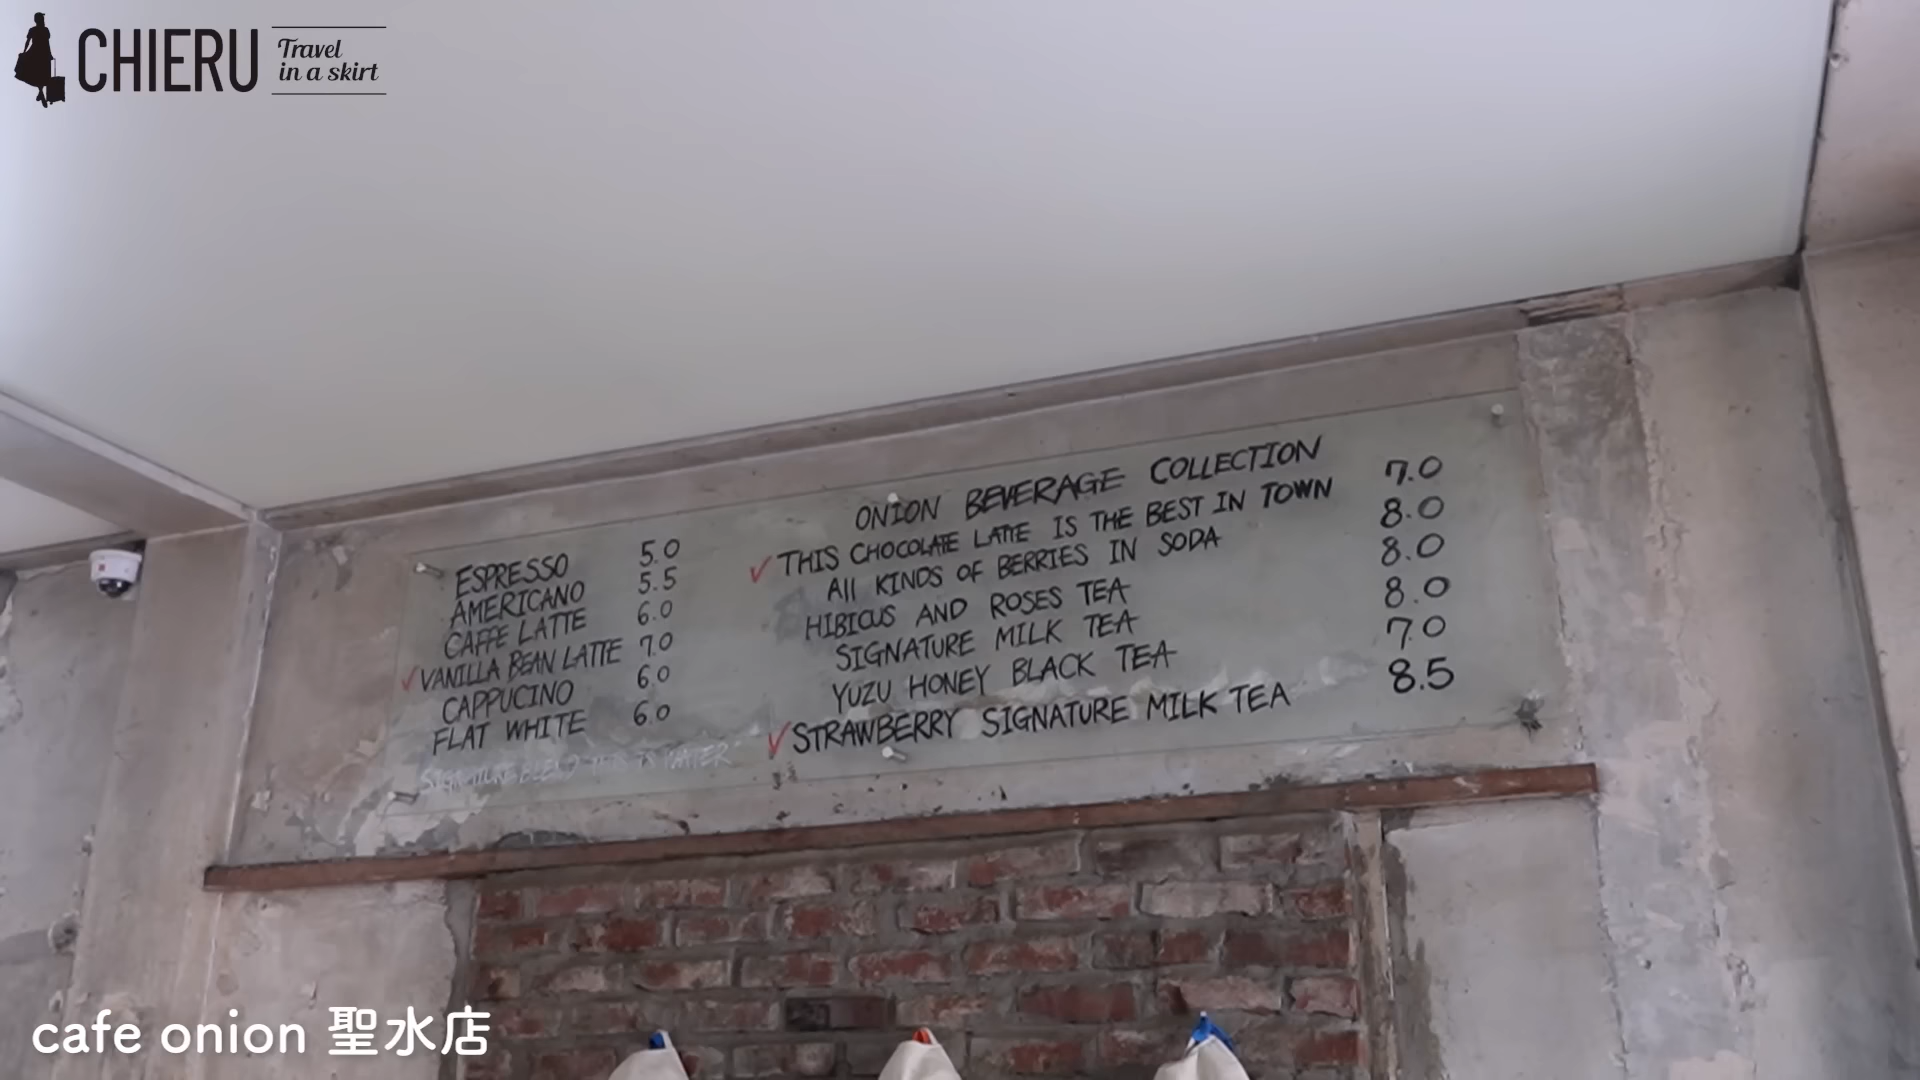 CHIERU
Travel
in a skirt
ESPRESSO 5.0
AMERICANO 5.5
CAFFE LATTE 6.0
✓VANILLA BEAN LATTE 7.0
CAPPUCINO 6.0
FLAT WHITE 6.0
SIGNATURE BLEND
ONION BEVERAGE COLLECTION
✓THIS CHOCOLATE LATTE IS THE BEST IN TOWN 7.0
All KINDS OF BERRIES IN SODA 8.0
HIBICUS AND ROSES TEA 8.0
SIGNATURE MILK TEA 8.0
YUZU HONEY BLACK TEA 7.0
✓STRAWBERRY SIGNATURE MILK TEA 8.5
cafe onion 聖水店